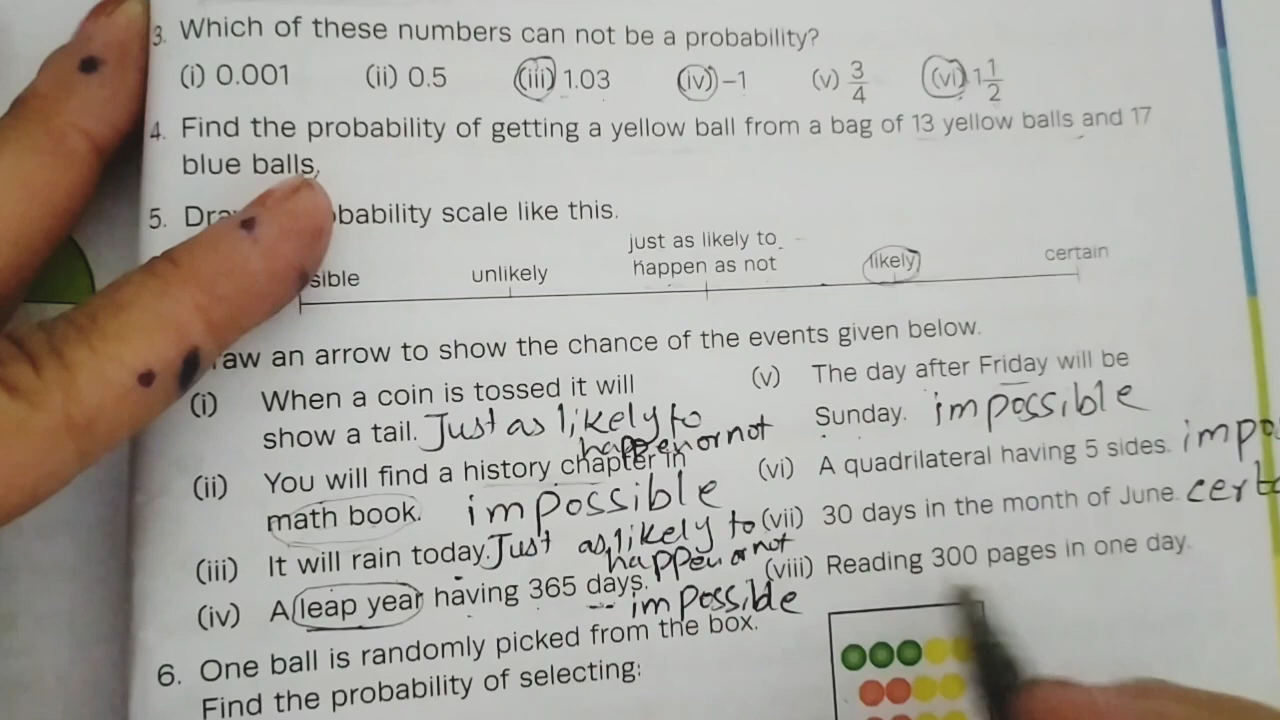 3. Which of these numbers can not be a probability?
(i) 0.001 (ii) 0.5 (iii) 1.03 (iv) -1 (v) 3/4 (vi) 1 1/2
4. Find the probability of getting a yellow ball from a bag of 13 yellow balls and 17
blue balls.
5. scale like this.
just as likely to
unlikely happen as not likely certain
an arrow to show the chance of the events given below.
(i) When a coin is tossed it will
show a tail. Just as likely to
happen or not
(ii) You will find a history chapter in
math book. impossible
(iii) It will rain today. Just as likely to
happen or not
(iv) A leap year having 365 days.
impossible
(v) The day after Friday will be
Sunday. impossible
(vi) A quadrilateral having 5 sides.
(vii) 30 days in the month of June.
(viii) Reading 300 pages in one day.
6. One ball is randomly picked from the box.
Find the probability of selecting: